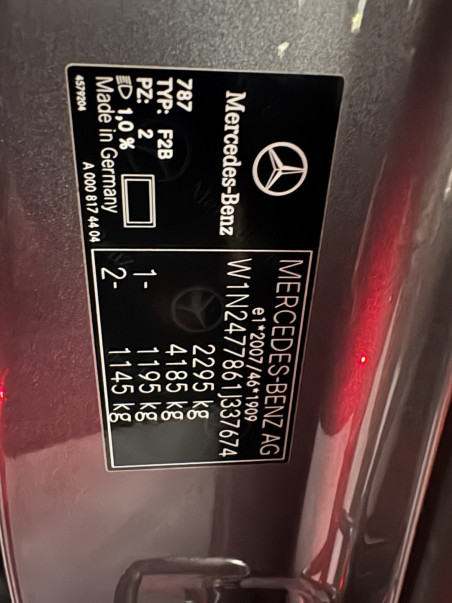 Mercedes-Benz
787
TYP: F2B
PZ: 2
1,0 %
Made in Germany
A 000 817 44 04
4579204
MERCEDES-BENZ AG
e1*2007/46*1909
W1N2477861J337674
2295 kg
4185 kg
1- 1195 kg
2- 1145 kg